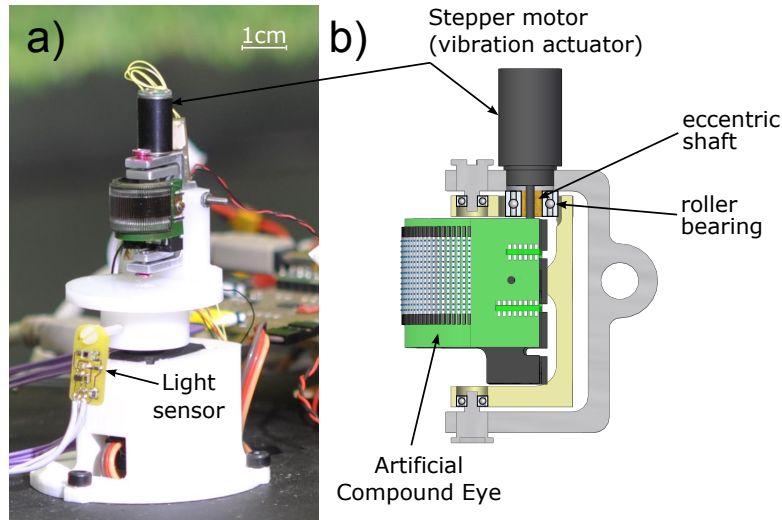 a)
1cm
b)
Stepper motor
(vibration actuator)
eccentric
shaft
roller
bearing
Light
sensor
Artificial
Compound Eye